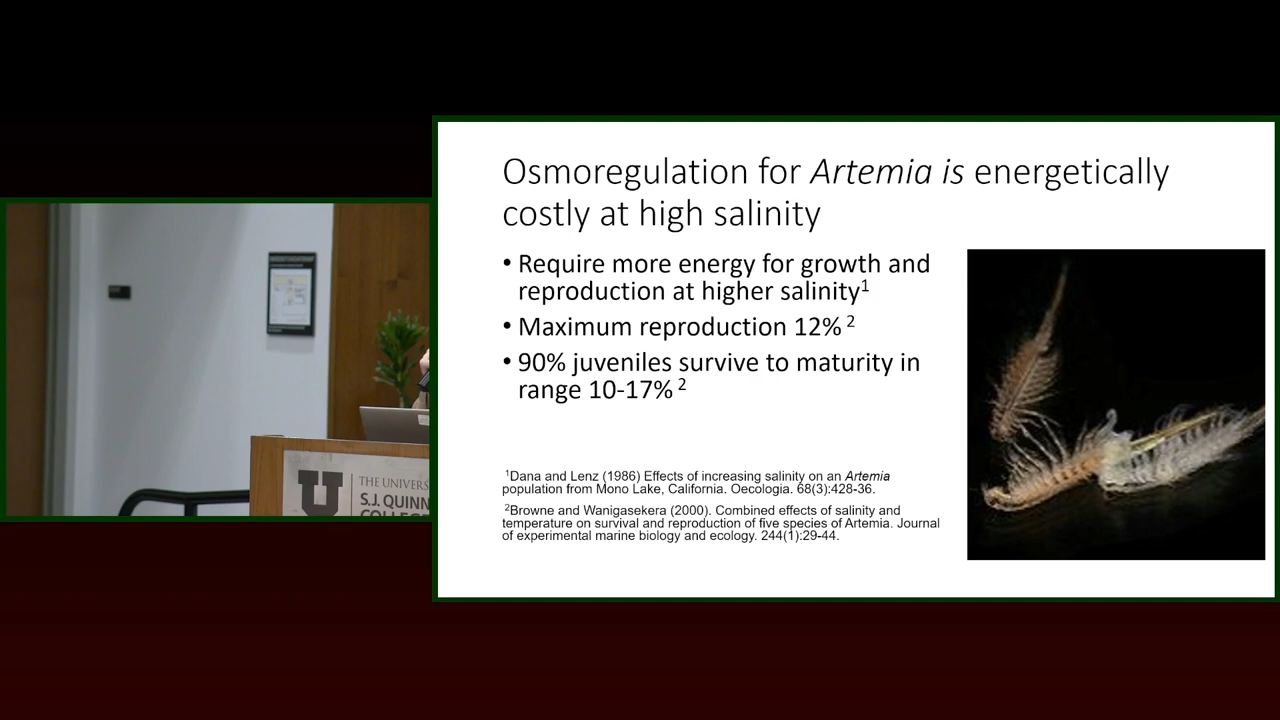 Osmoregulation for Artemia is energetically
costly at high salinity
• Require more energy for growth and
reproduction at higher salinity1
• Maximum reproduction 12% 2
• 90% juveniles survive to maturity in
range 10-17% 2
1Dana and Lenz (1986) Effects of increasing salinity on an Artemia
population from Mono Lake, California. Oecologia. 68(3):428-36.
2Browne and Wanigasekera (2000). Combined effects of salinity and
temperature on survival and reproduction of five species of Artemia. Journal
of experimental marine biology and ecology. 244(1):29-44.
U
THE UNIVERS
S.J. QUINN
COLLEGE